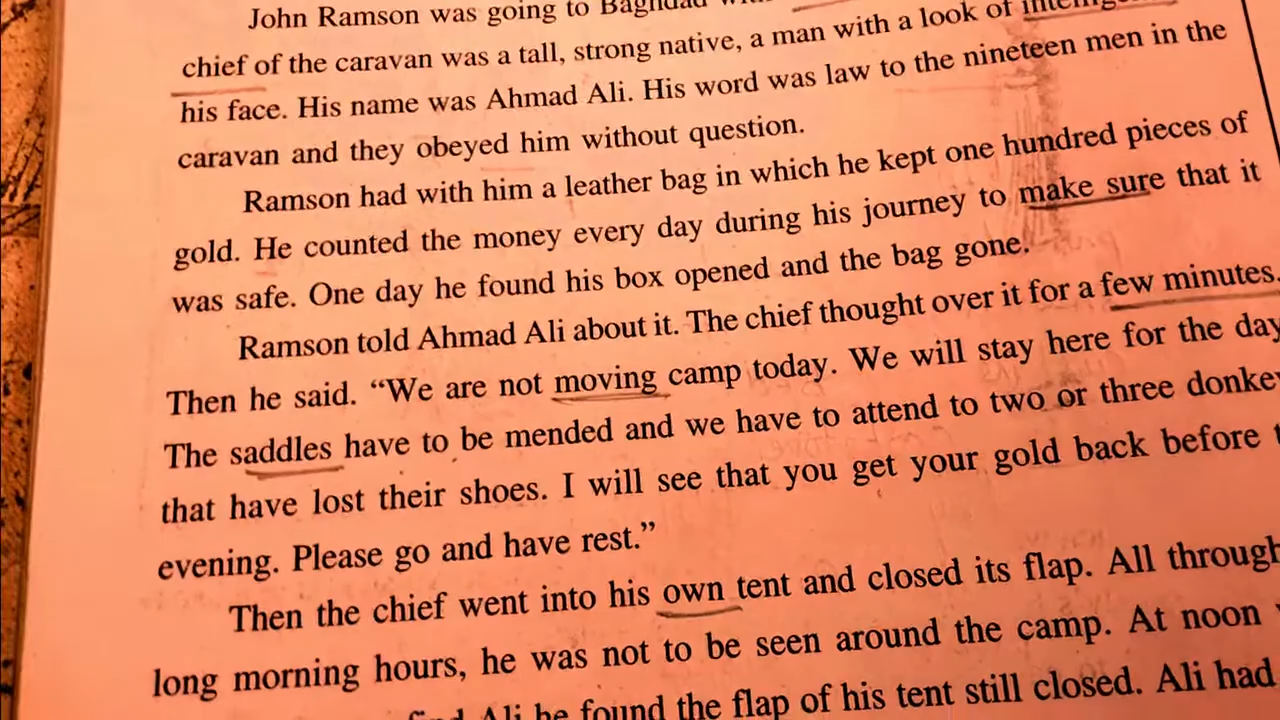 John Ramson was going to Baghdad
chief of the caravan was a tall, strong native, a man with a look of
his face. His name was Ahmad Ali. His word was law to the nineteen men in the
caravan and they obeyed him without question.
Ramson had with him a leather bag in which he kept one hundred pieces of
gold. He counted the money every day during his journey to make sure that it
was safe. One day he found his box opened and the bag gone.
Ramson told Ahmad Ali about it. The chief thought over it for a few minutes.
Then he said. “We are not moving camp today. We will stay here for the day
The saddles have to be mended and we have to attend to two or three donkey
that have lost their shoes. I will see that you get your gold back before
evening. Please go and have rest.”
Then the chief went into his own tent and closed its flap. All through
long morning hours, he was not to be seen around the camp. At noon
Ali he found the flap of his tent still closed. Ali had